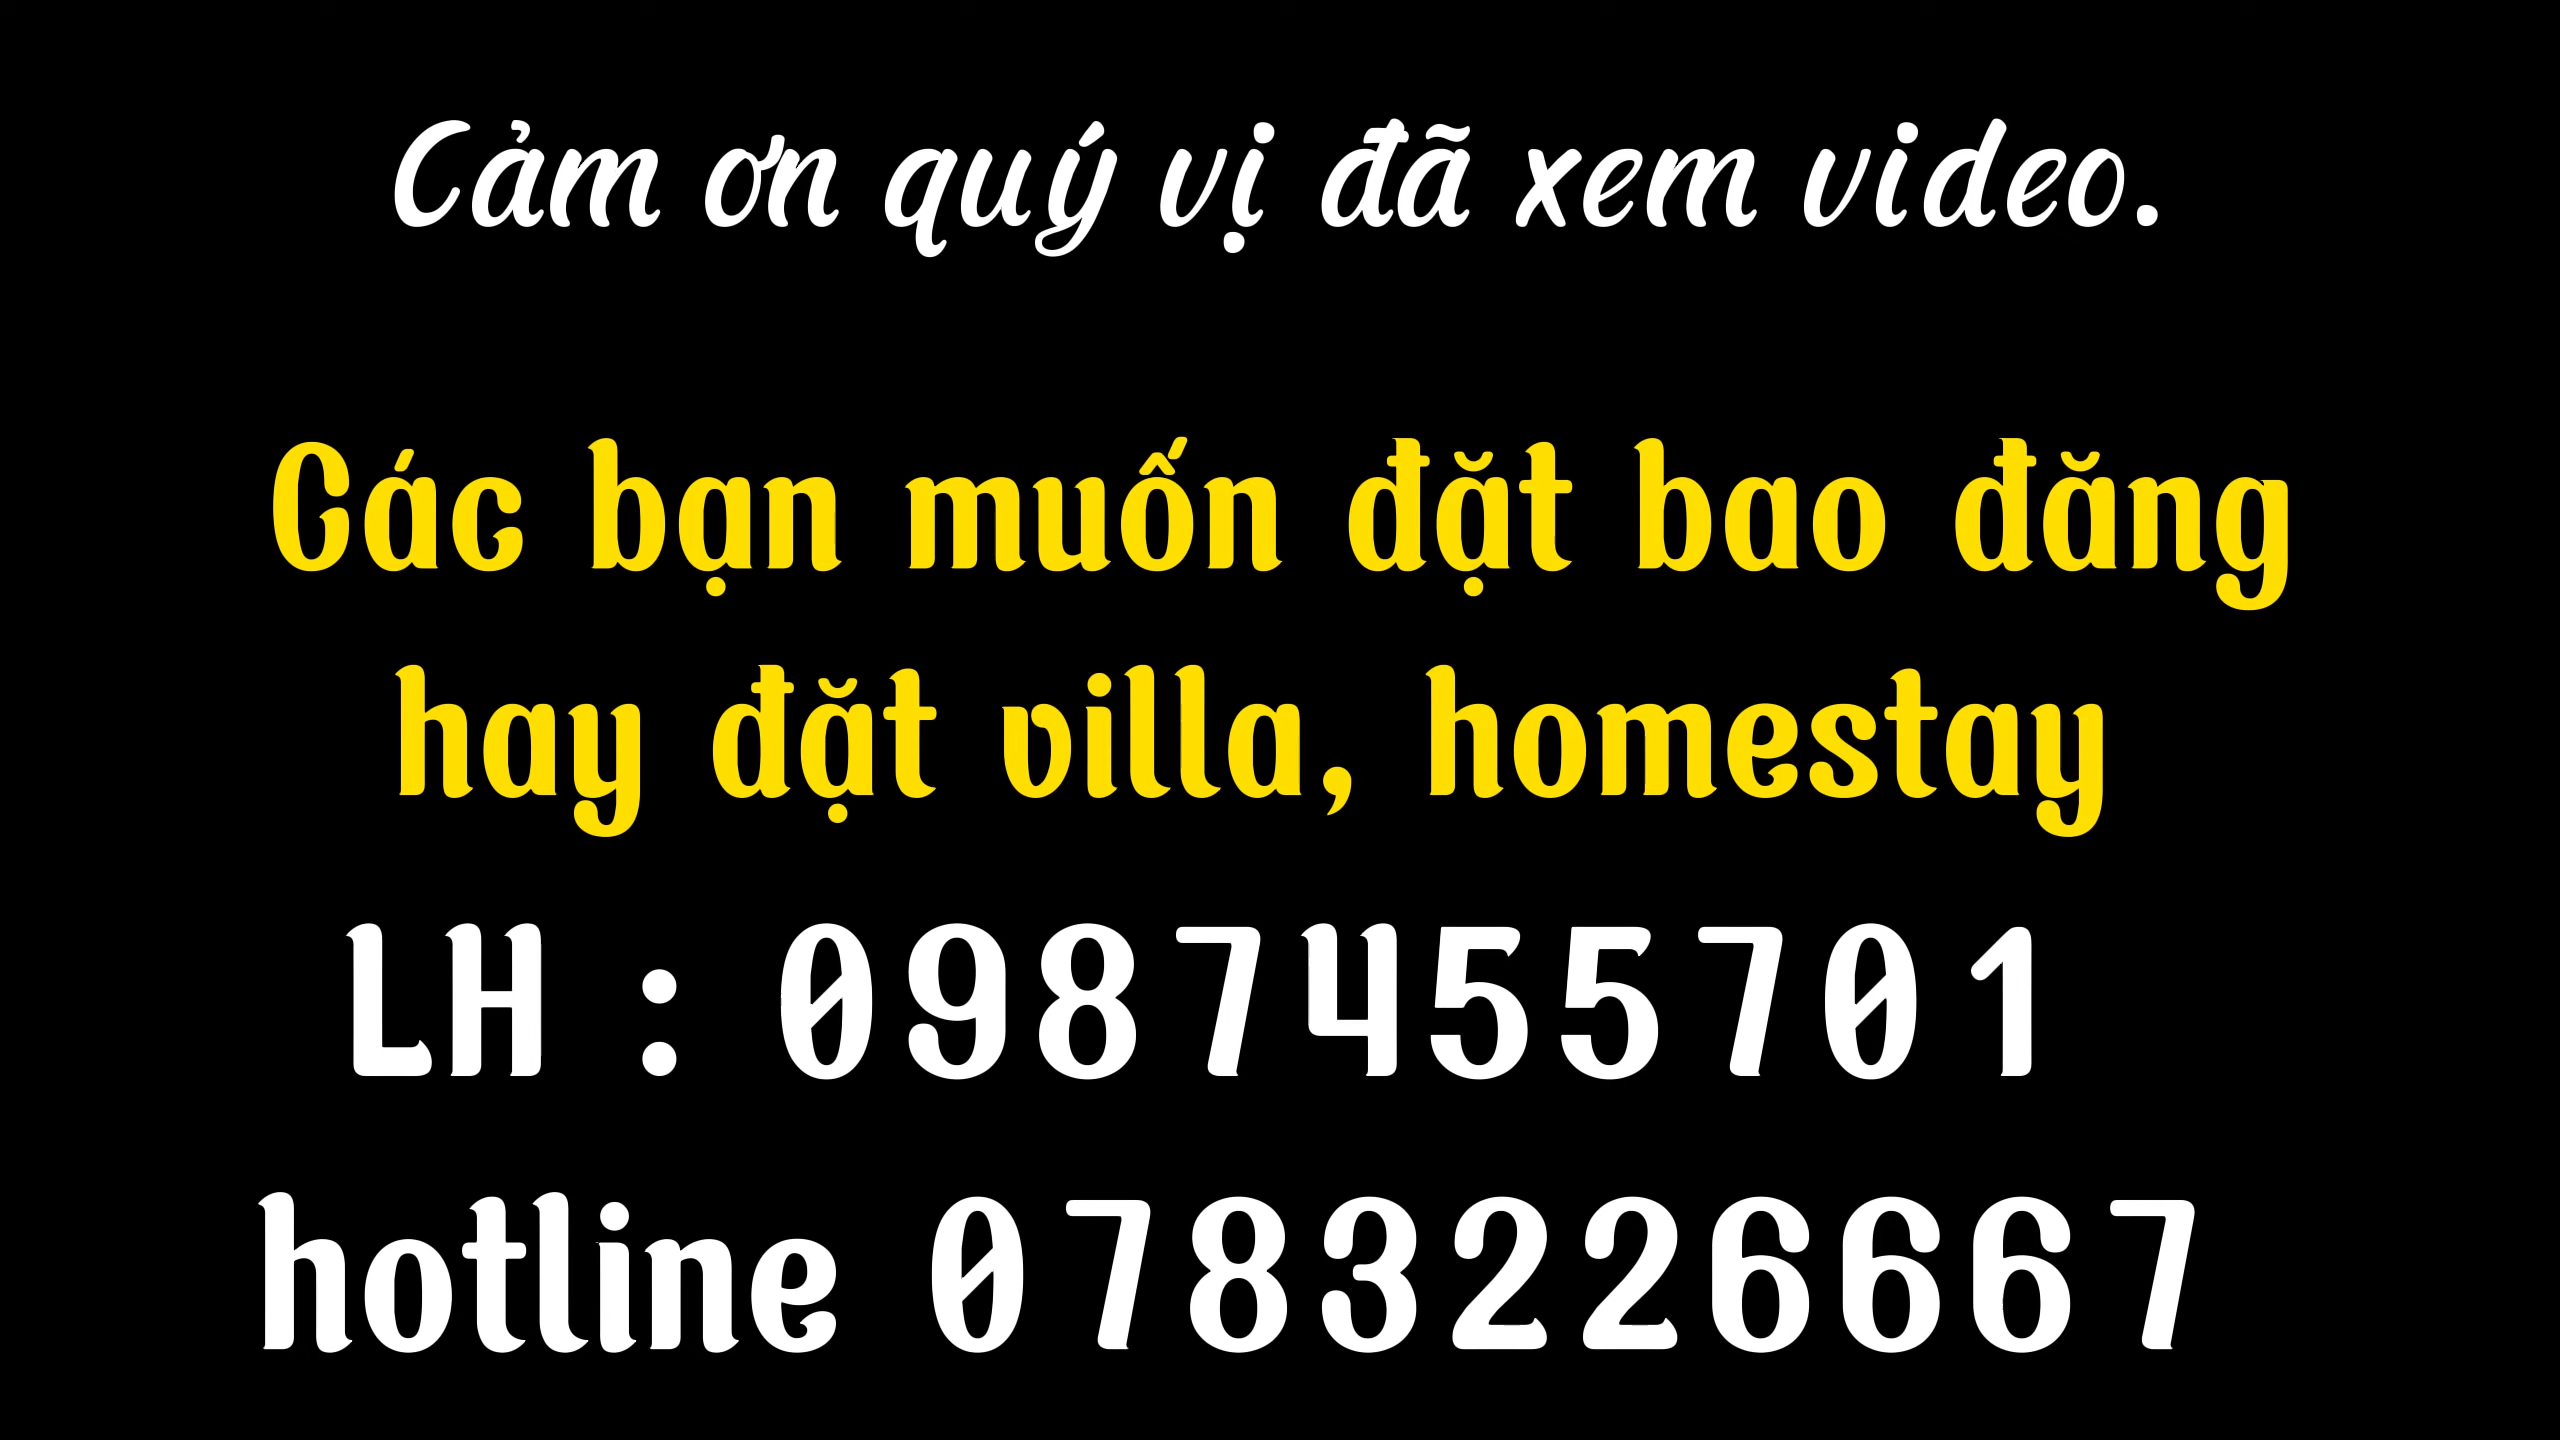 Cảm ơn quý vị đã xem video.
Các bạn muốn đặt bao đăng
hay đặt villa, homestay
LH : 0987455701
hotline 0783226667